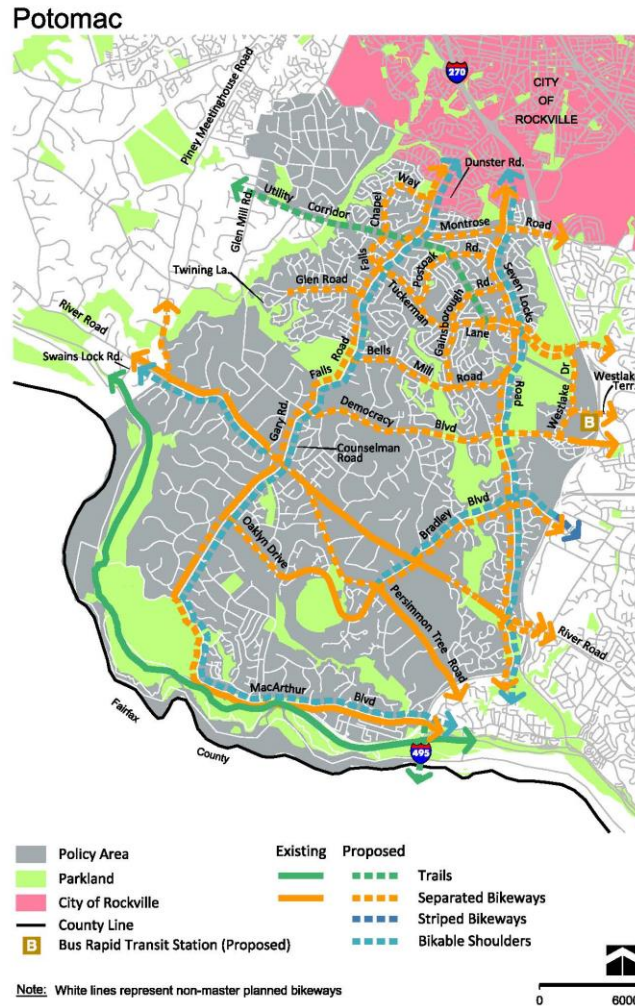 Potomac
270
CITY
OF
ROCKVILLE
Piney Meetinghouse Road
Dunster Rd.
Way
Chapel
Utility
Corridor
Glen Mill Rd.
Montrose
Road
Falls
Postoak
Rd.
Twining La.
Glen Road
Tuckerman
Gainsborough
Rd.
Seven Locks
River Road
Lane
Swains Lock Rd.
Falls
Road
Bells
Mill
Road
Road
Westlake
Dr
Westlake
Terr.
B
Gary Rd.
Democracy
Blvd
Counselman
Road
Bradley
Blvd
Oaklyn Drive
Persimmon Tree
Road
River Road
MacArthur
Blvd
Fairfax
County
495
Policy Area
Parkland
City of Rockville
County Line
B Bus Rapid Transit Station (Proposed)
Existing Proposed
Trails
Separated Bikeways
Striped Bikeways
Bikable Shoulders
Note: White lines represent non-master planned bikeways
0 6000